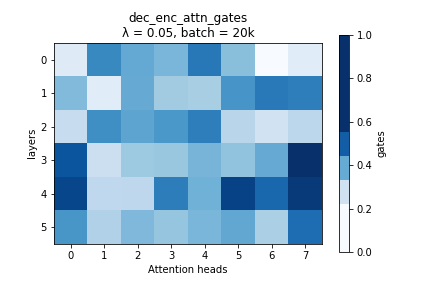 dec_enc_attn_gates
λ = 0.05, batch = 20k
layers
0
1
2
3
4
5
0 1 2 3 4 5 6 7
Attention heads
1.0
0.8
0.6
0.4
0.2
0.0
gates